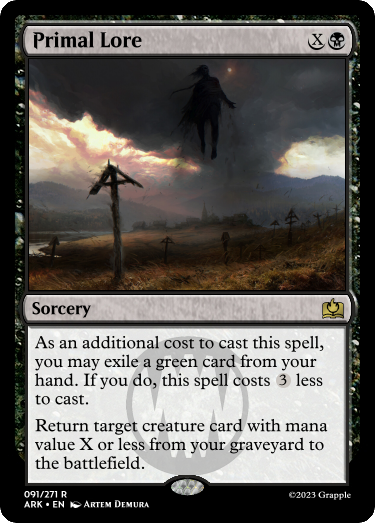 Primal Lore X
Sorcery
As an additional cost to cast this spell,
you may exile a green card from your
hand. If you do, this spell costs 3 less
to cast.
Return target creature card with mana
value X or less from your graveyard to
the battlefield.
091/271 R
ARK • EN Artem Demura
©2023 Grapple